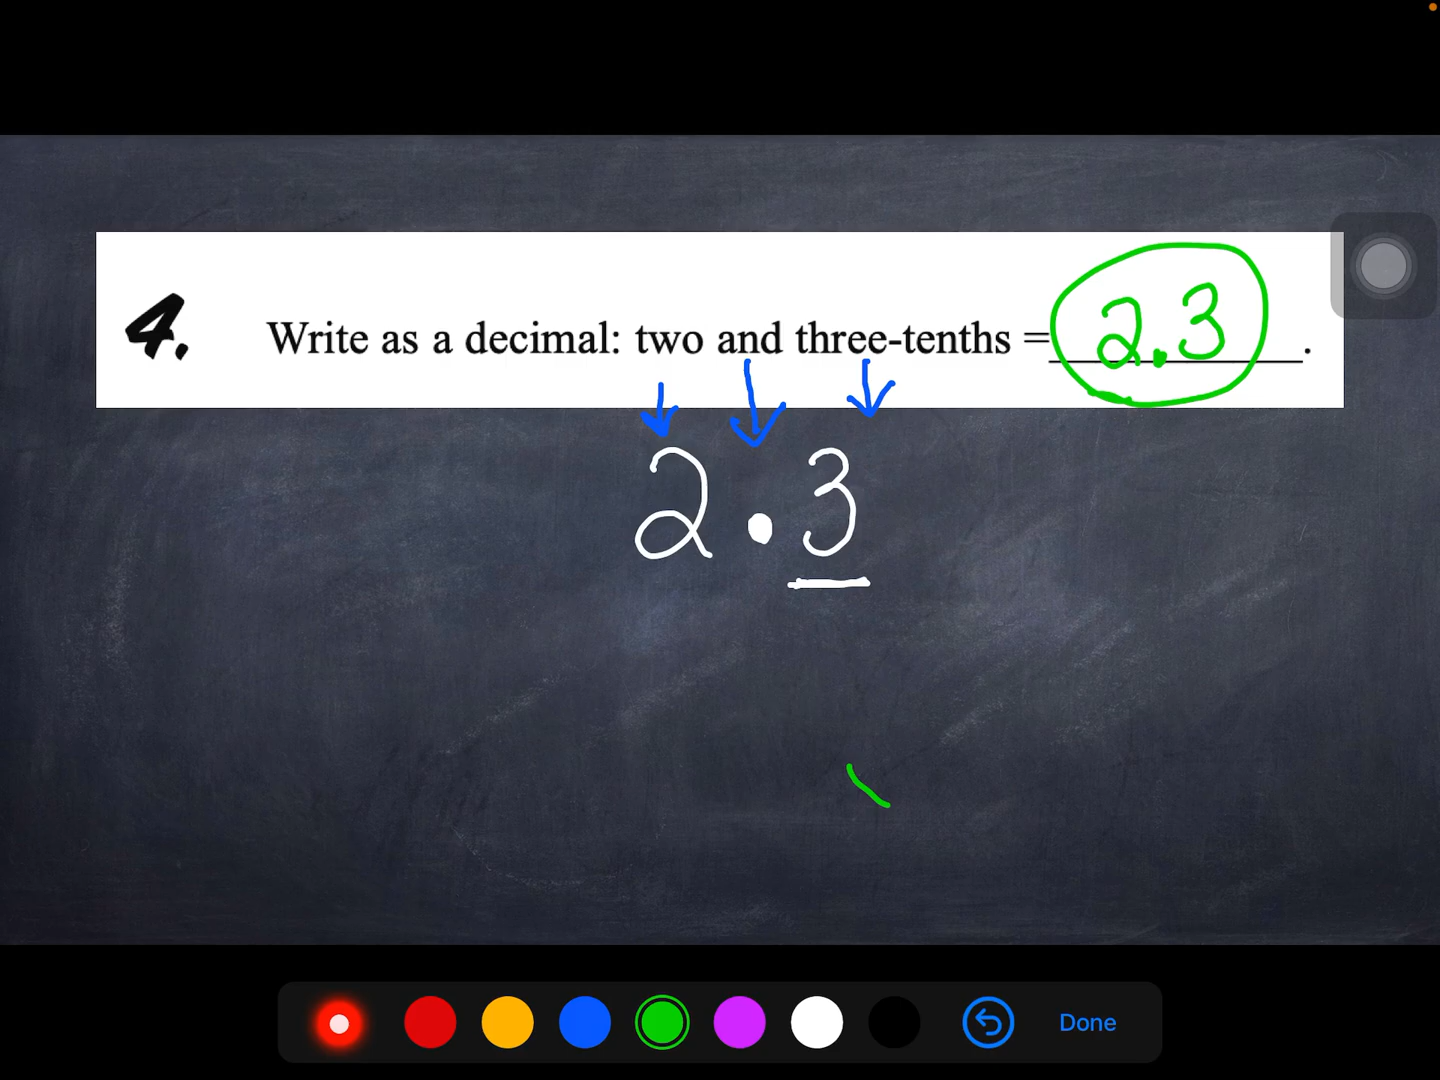 4. Write as a decimal: two and three-tenths = 2.3.
2.3
Done